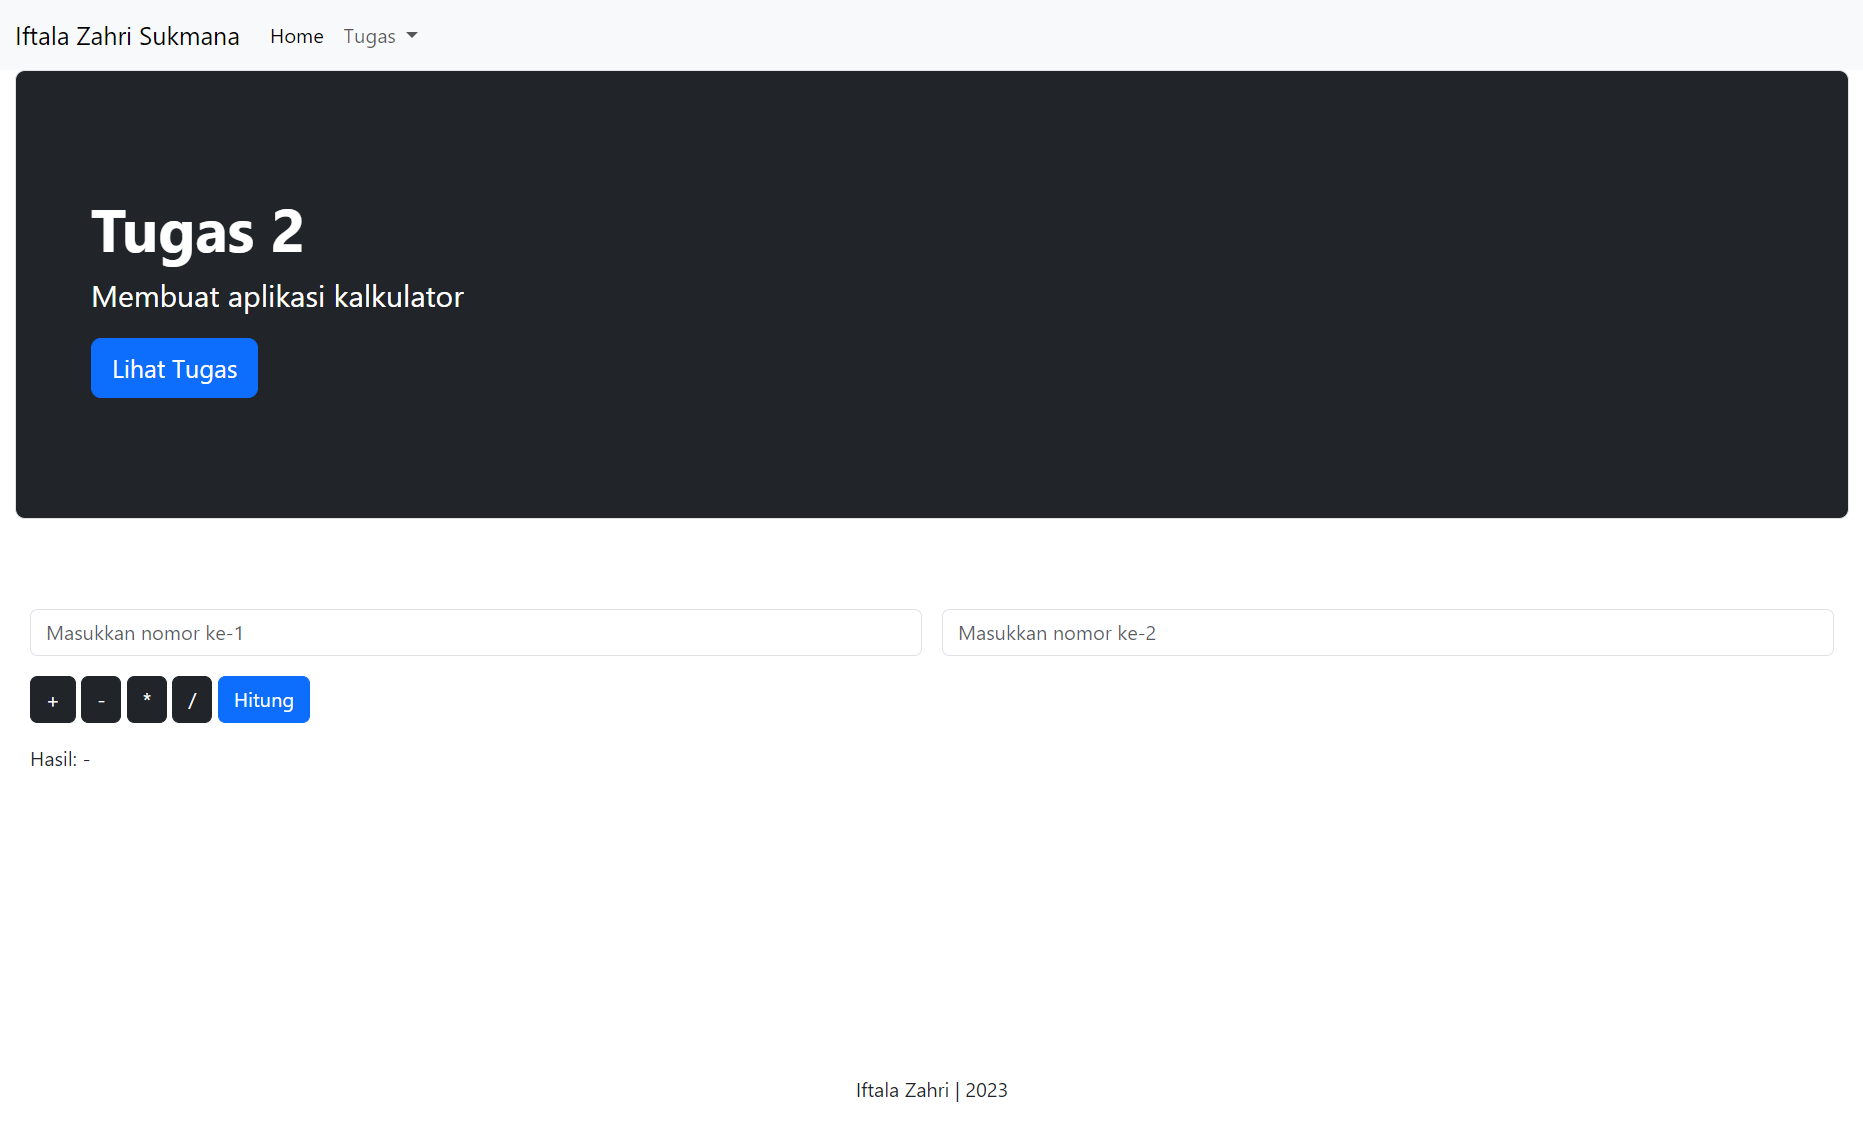 Iftala Zahri Sukmana Home Tugas
Tugas 2
Membuat aplikasi kalkulator
Lihat Tugas
Masukkan nomor ke-1 Masukkan nomor ke-2
+ - * / Hitung
Hasil: -
Iftala Zahri | 2023